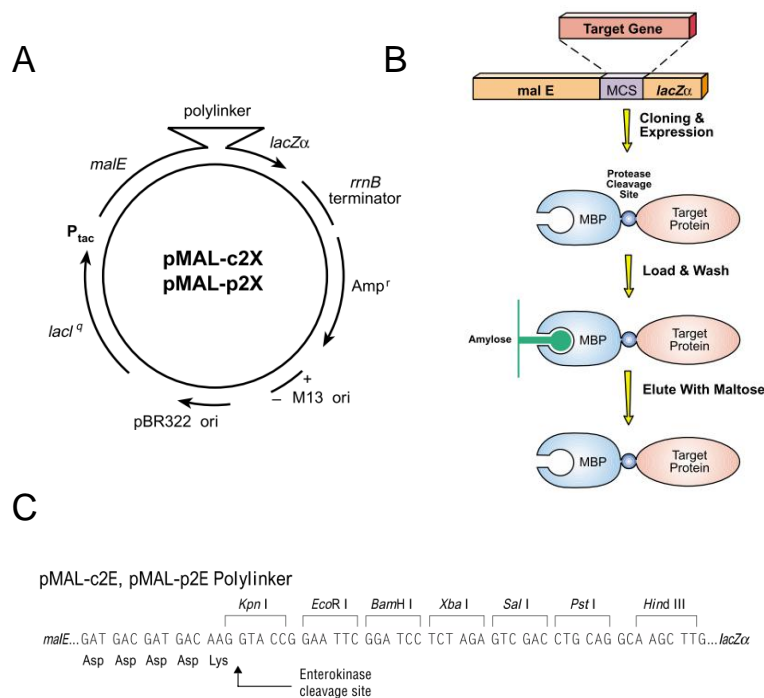 A
polylinker
malE
lacZα
rrnB
terminator
Ptac
pMAL-c2X
pMAL-p2X
Ampʳ
lacI q
+
– M13 ori
pBR322 ori
B
Target Gene
mal E MCS lacZα
Cloning &
Expression
Protease
Cleavage
Site
MBP Target
Protein
Load & Wash
Amylose MBP Target
Protein
Elute With Maltose
MBP Target
Protein
C
pMAL-c2E, pMAL-p2E Polylinker
Kpn I EcoR I BamH I Xba I Sal I Pst I Hind III
malE... GAT GAC GAT GAC AAG GTA CCG GAA TTC GGA TCC TCT AGA GTC GAC CTG CAG GCA AGC TTG...lacZα
Asp Asp Asp Asp Lys
Enterokinase
cleavage site